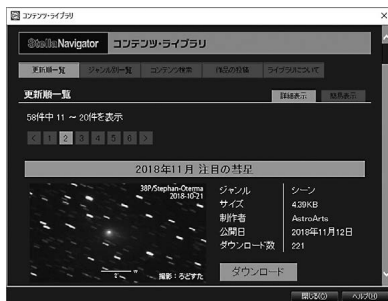 コンテンツ・ライブラリ
StellaNavigator コンテンツ・ライブラリ
更新順一覧 ジャンル別一覧 コンテンツ検索 作品の投稿 ライブラリについて
更新順一覧 詳細表示 簡易表示
58件中 11 ～ 20件を表示
< 1 2 3 4 5 6 >
2018年11月 注目の彗星
38P/Stephan-Oterma
2018-10-21
撮影：ろどすた
ジャンル シーン
サイズ 4.39KB
制作者 AstroArts
公開日 2018年11月12日
ダウンロード数 221
ダウンロード
閉じる(C) ヘルプ(H)